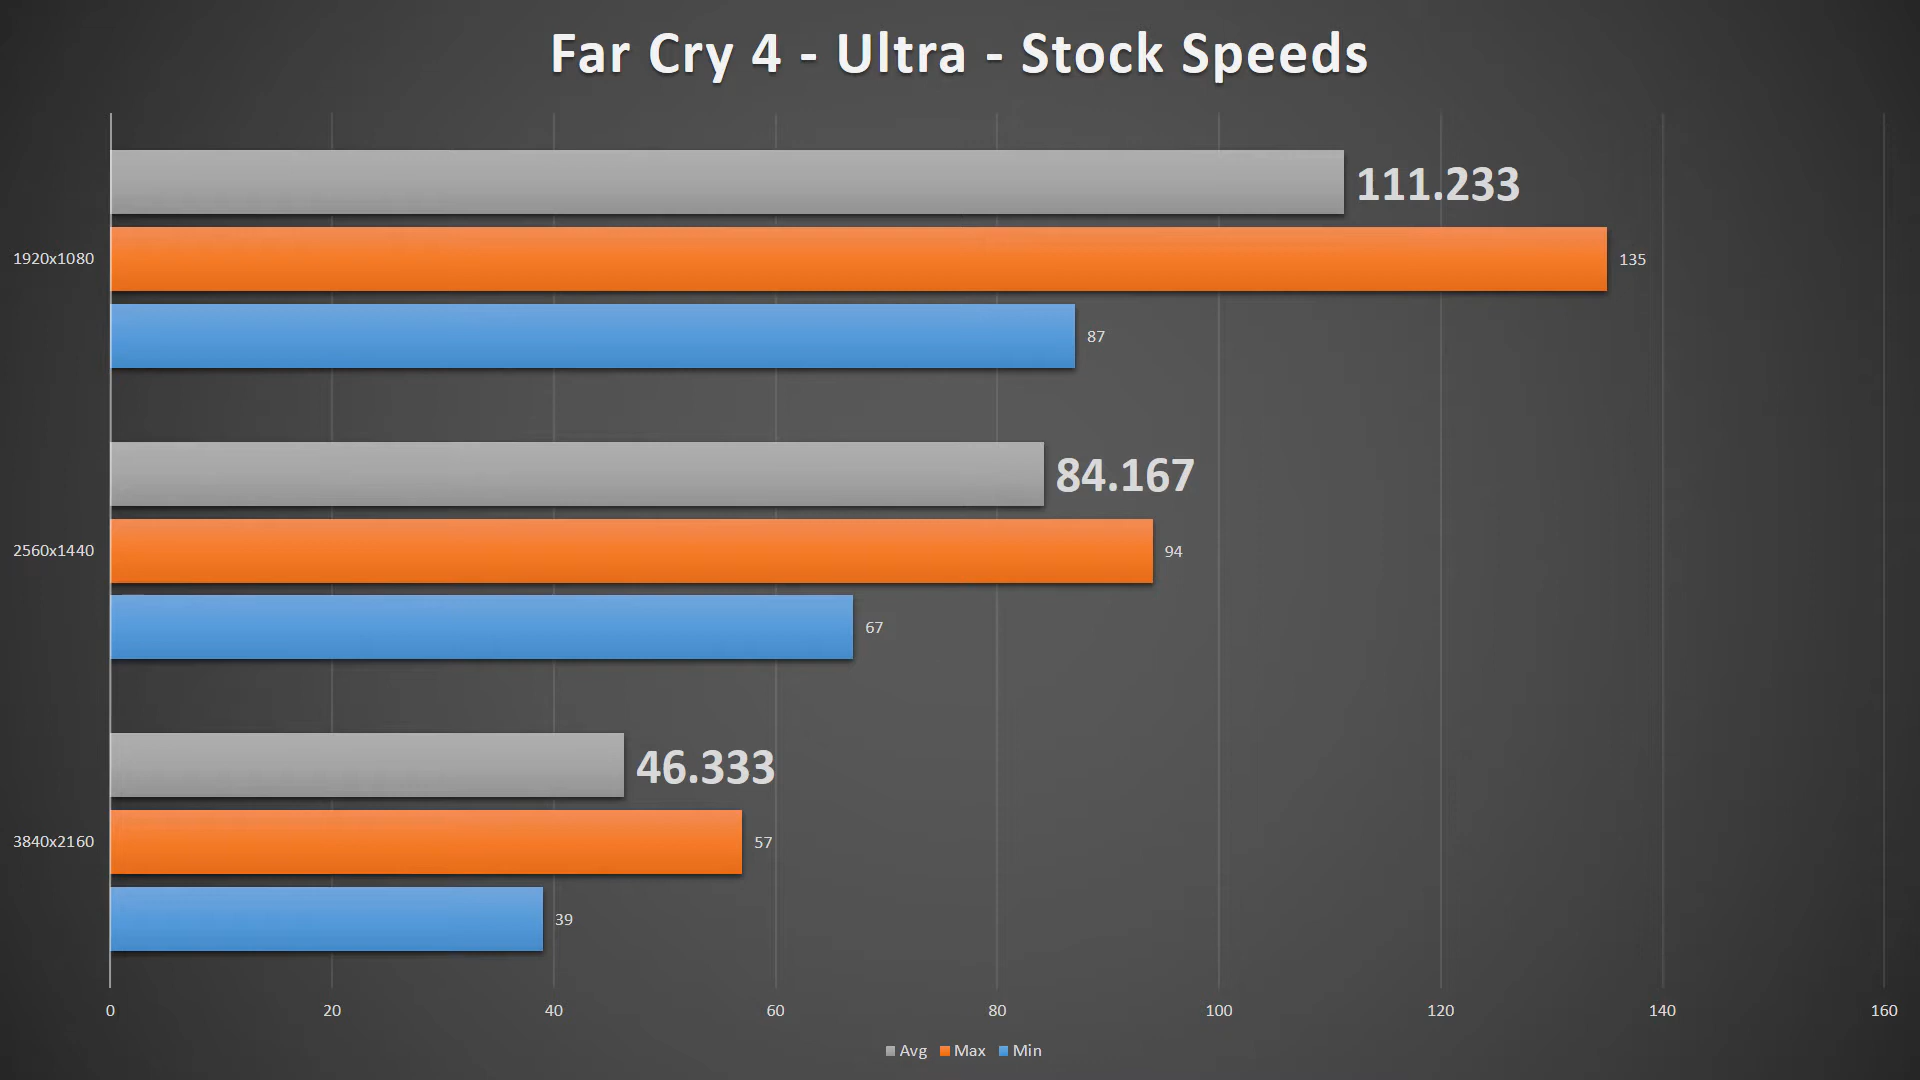 Far Cry 4 - Ultra - Stock Speeds
111.233
1920x1080
135
87
84.167
2560x1440
94
67
46.333
3840x2160
57
39
0 20 40 60 80 100 120 140 160
Avg Max Min